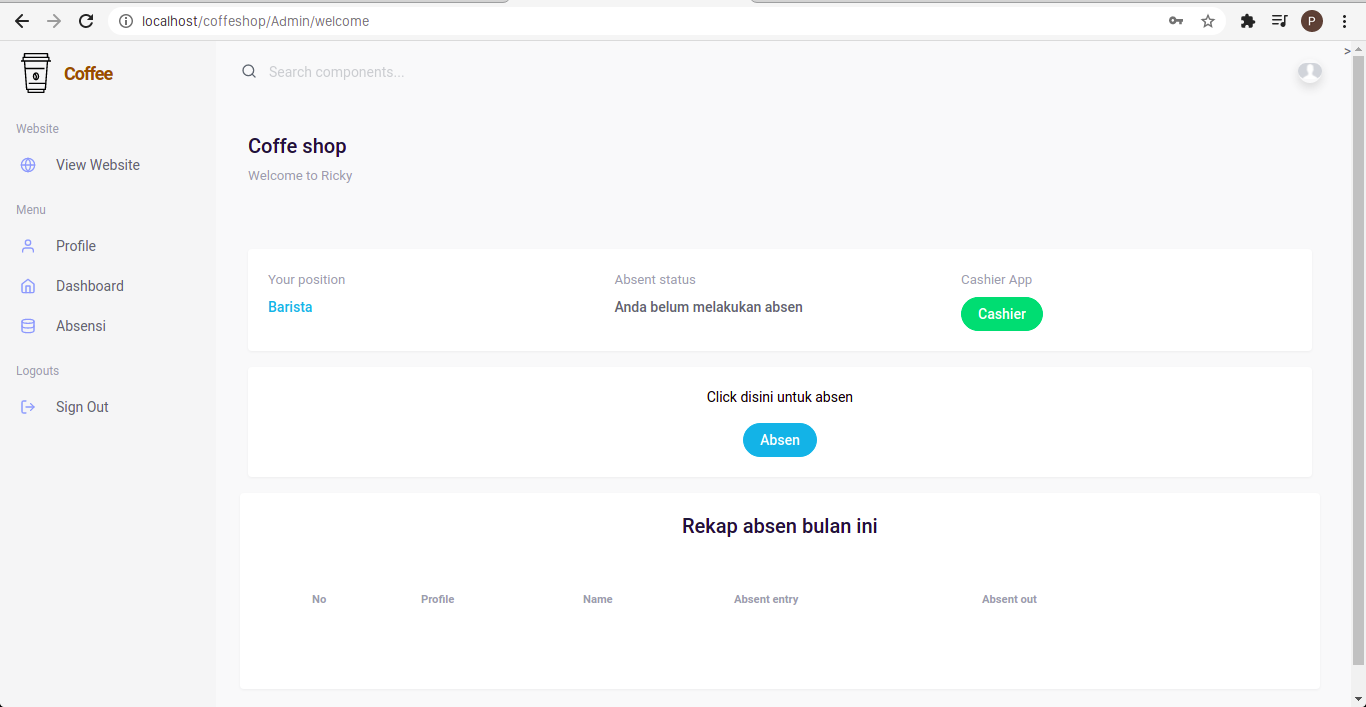 localhost/coffeshop/Admin/welcome
P
Coffee
Search components...
>
Website
View Website
Menu
Profile
Dashboard
Absensi
Logouts
Sign Out
Coffe shop
Welcome to Ricky
Your position
Absent status
Cashier App
Barista
Anda belum melakukan absen
Cashier
Click disini untuk absen
Absen
Rekap absen bulan ini
No Profile Name Absent entry Absent out